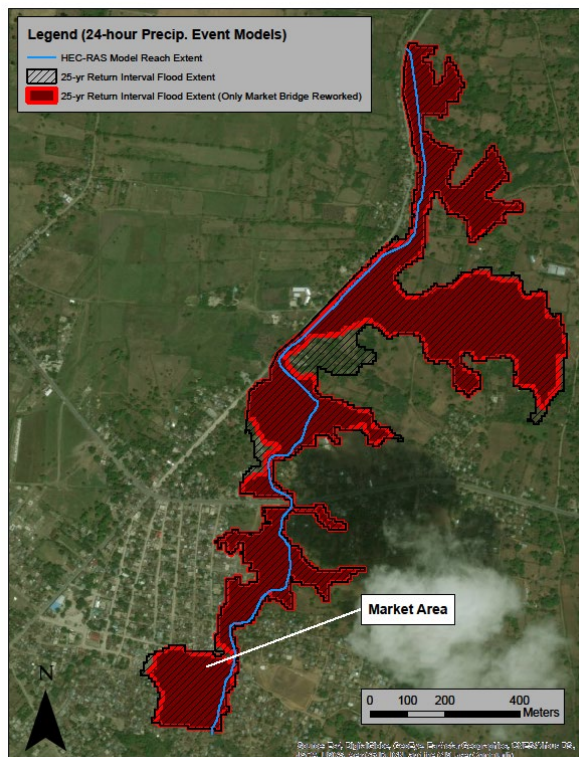 Legend (24-hour Precip. Event Models)
HEC-RAS Model Reach Extent
25-yr Return Interval Flood Extent
25-yr Return Interval Flood Extent (Only Market Bridge Reworked)
Market Area
N
0 100 200 400
Meters